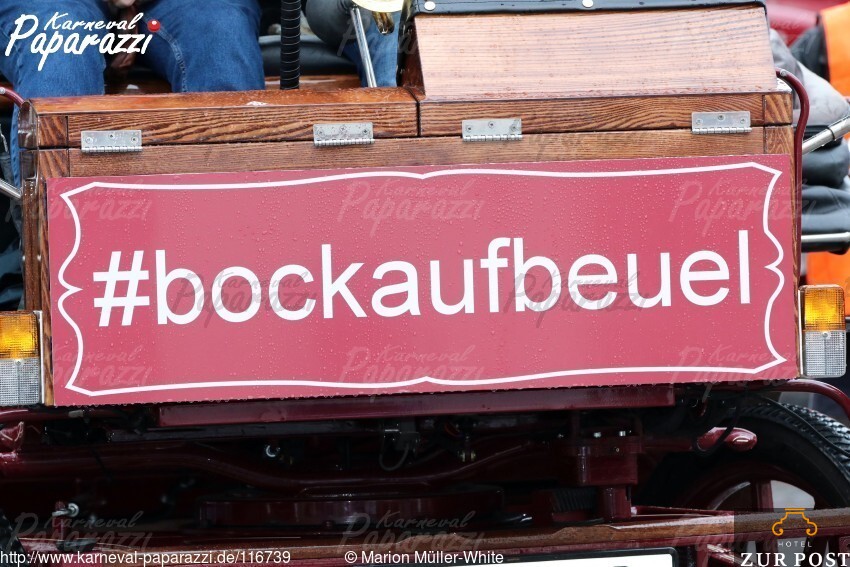 Karneval
Paparazzi
#bockaufbeuel
http://www.karneval-paparazzi.de/116739 © Marion Müller-White
HOTEL
ZUR POST